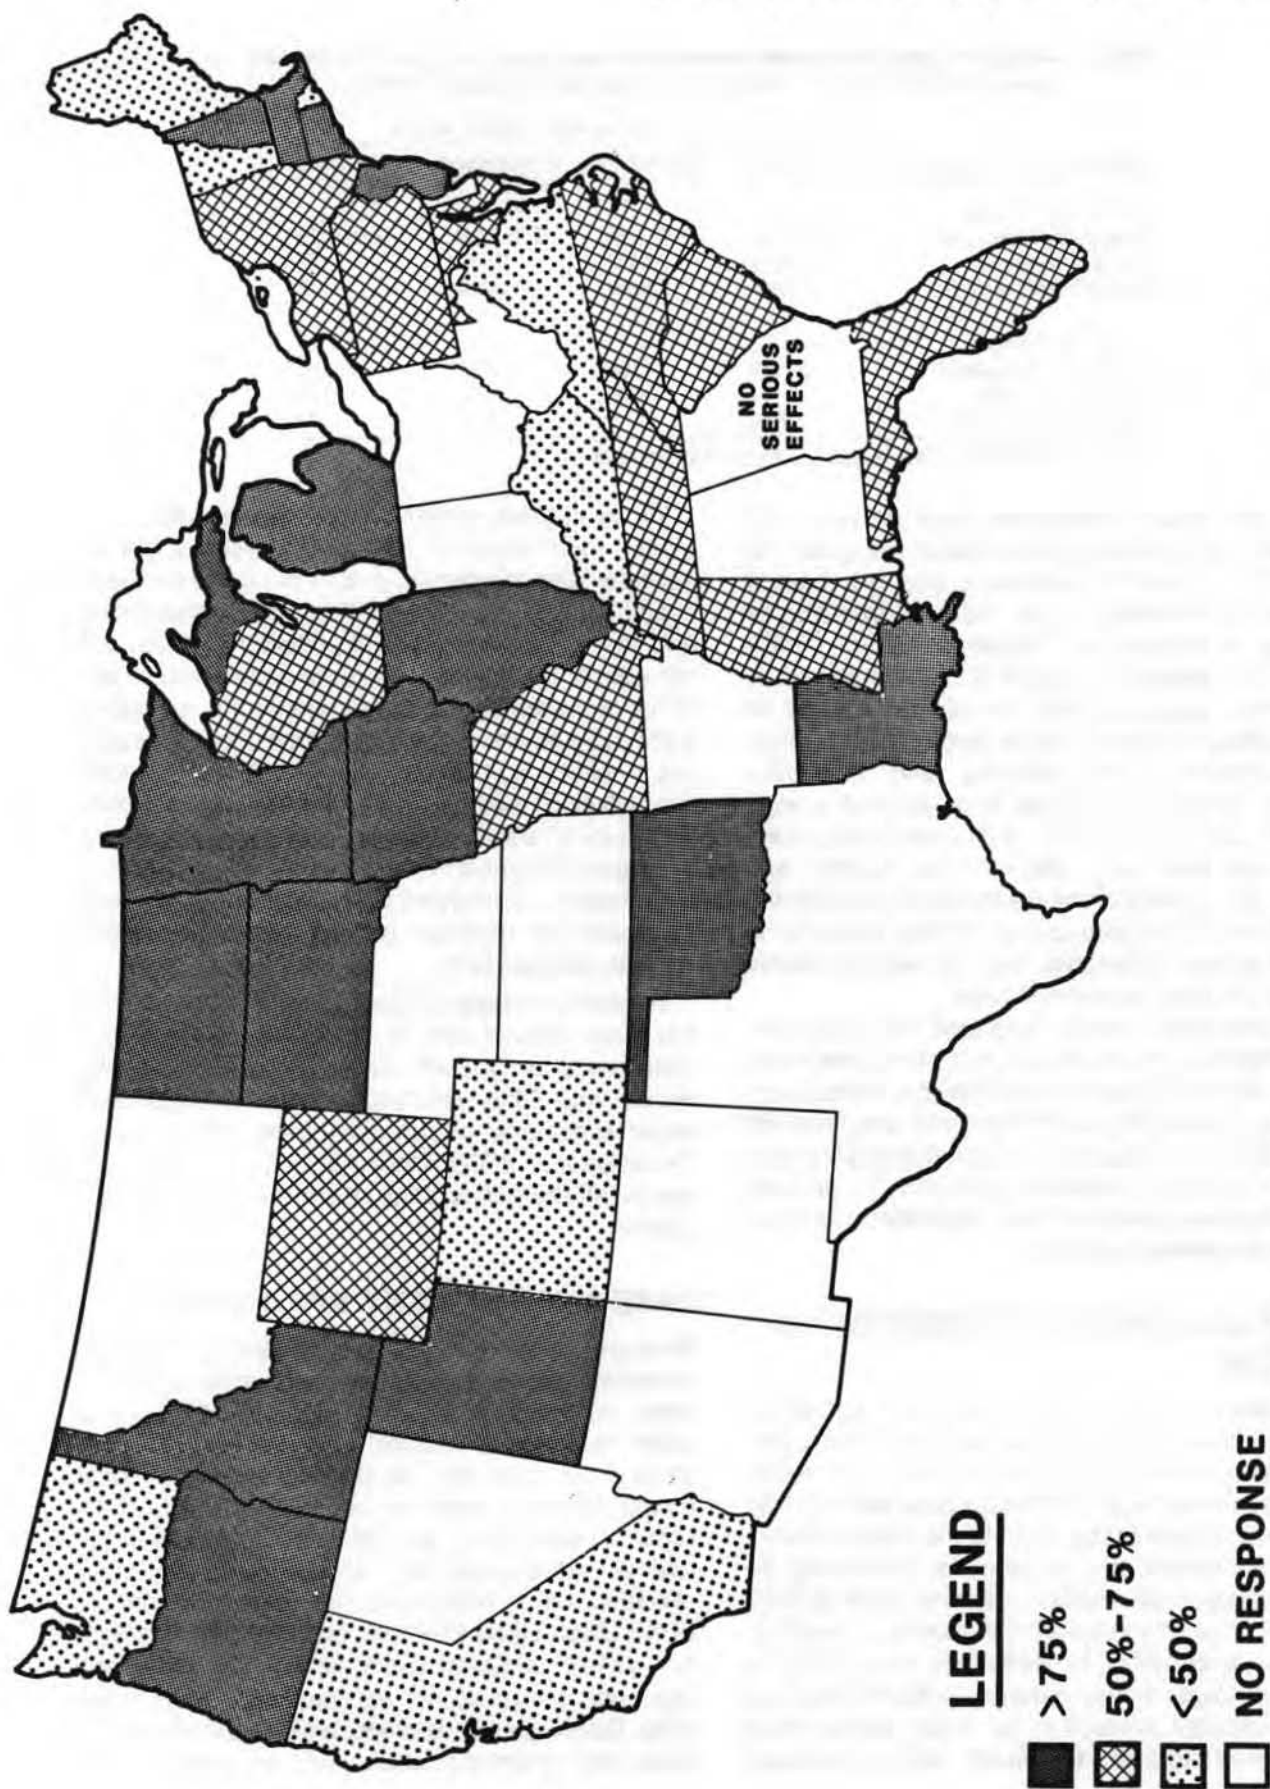 NO
SERIOUS
EFFECTS
LEGEND
>75%
50%-75%
<50%
NO RESPONSE